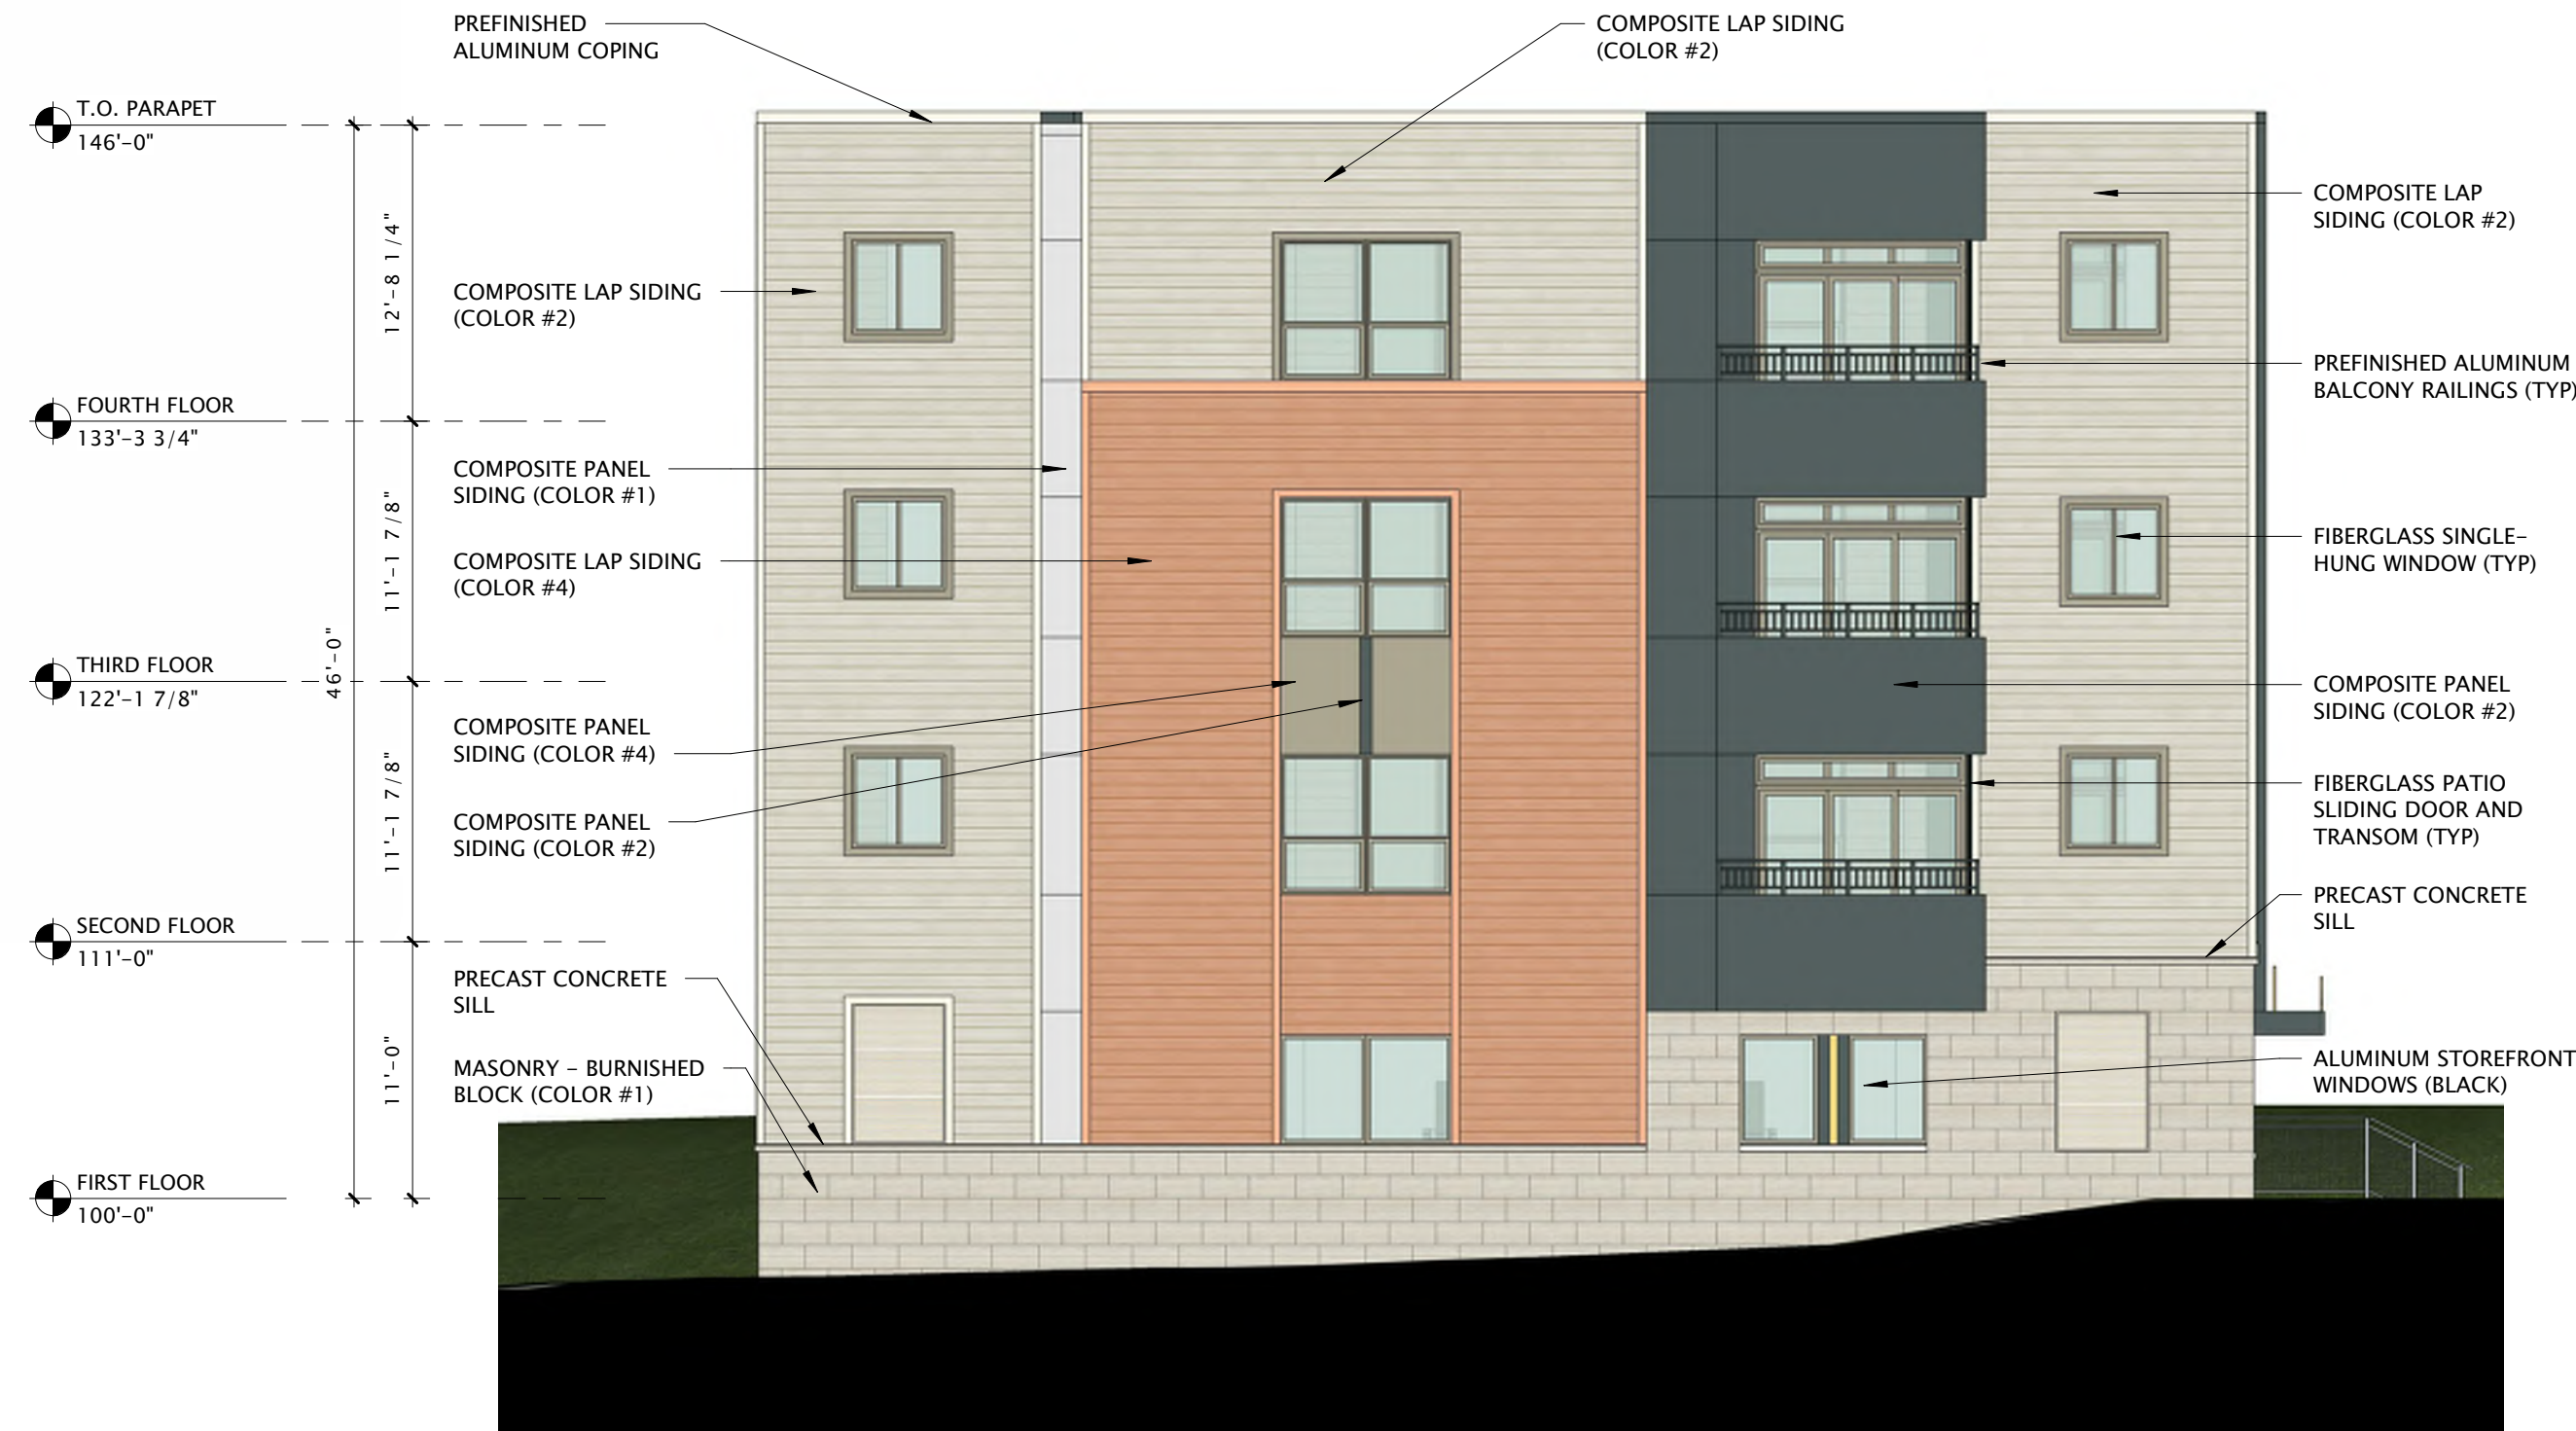 PREFINISHED
ALUMINUM COPING
COMPOSITE LAP SIDING
(COLOR #2)
T.O. PARAPET
146'-0"
12'-8 1/4"
COMPOSITE LAP SIDING
(COLOR #2)
COMPOSITE LAP
SIDING (COLOR #2)
PREFINISHED ALUMINUM
BALCONY RAILINGS (TYP)
FOURTH FLOOR
133'-3 3/4"
11'-1 7/8"
COMPOSITE PANEL
SIDING (COLOR #1)
COMPOSITE LAP SIDING
(COLOR #4)
FIBERGLASS SINGLE-
HUNG WINDOW (TYP)
46'-0"
THIRD FLOOR
122'-1 7/8"
11'-1 7/8"
COMPOSITE PANEL
SIDING (COLOR #4)
COMPOSITE PANEL
SIDING (COLOR #2)
COMPOSITE PANEL
SIDING (COLOR #2)
FIBERGLASS PATIO
SLIDING DOOR AND
TRANSOM (TYP)
SECOND FLOOR
111'-0"
11'-0"
PRECAST CONCRETE
SILL
PRECAST CONCRETE
SILL
MASONRY - BURNISHED
BLOCK (COLOR #1)
ALUMINUM STOREFRONT
WINDOWS (BLACK)
FIRST FLOOR
100'-0"